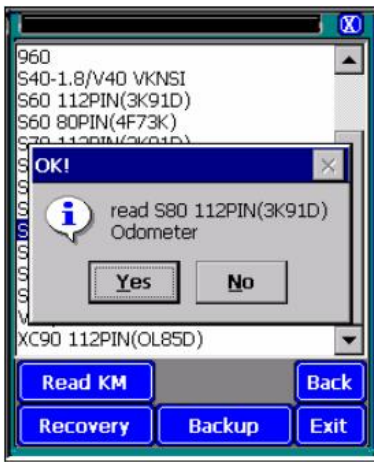 X
960
S40-1.8/V40 VKNSI
S60 112PIN(3K91D)
S60 80PIN(4F73K)
OK!
read S80 112PIN(3K91D)
Odometer
Yes
No
XC90 112PIN(OL85D)
Read KM
Back
Recovery
Backup
Exit